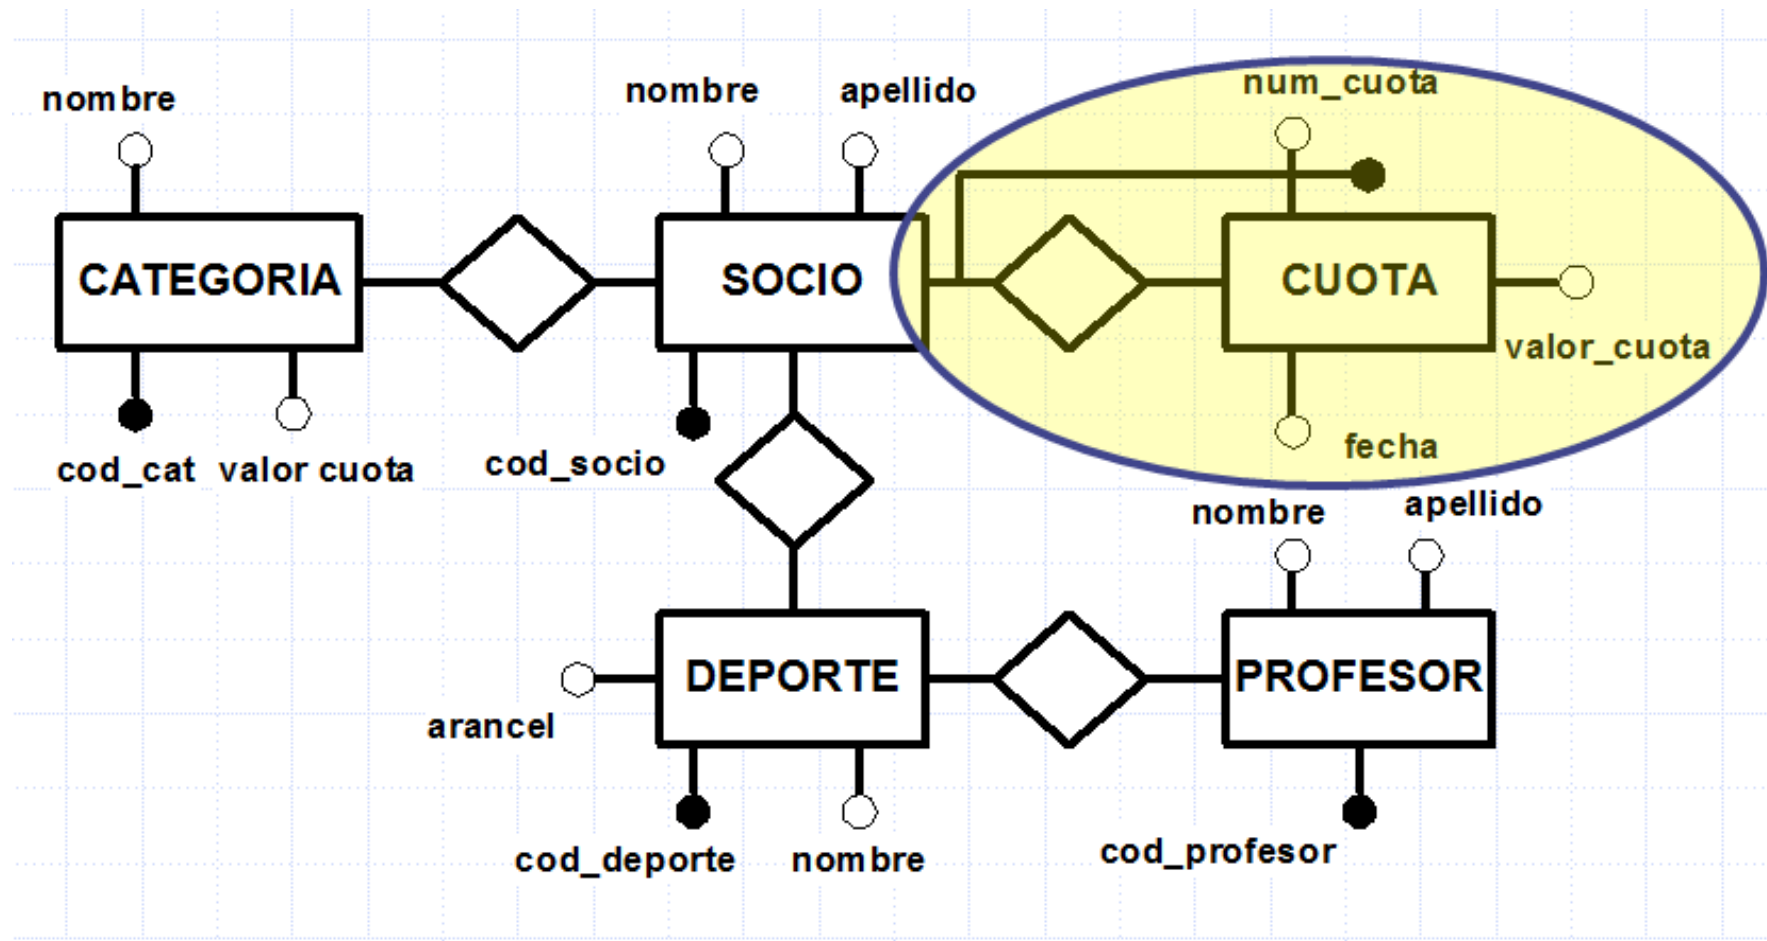 num_cuota
nombre
nombre
apellido
CATEGORIA
SOCIO
CUOTA
valor_cuota
fecha
cod_cat
valor cuota
cod_socio
nombre
apellido
DEPORTE
PROFESOR
arancel
cod_deporte
nombre
cod_profesor